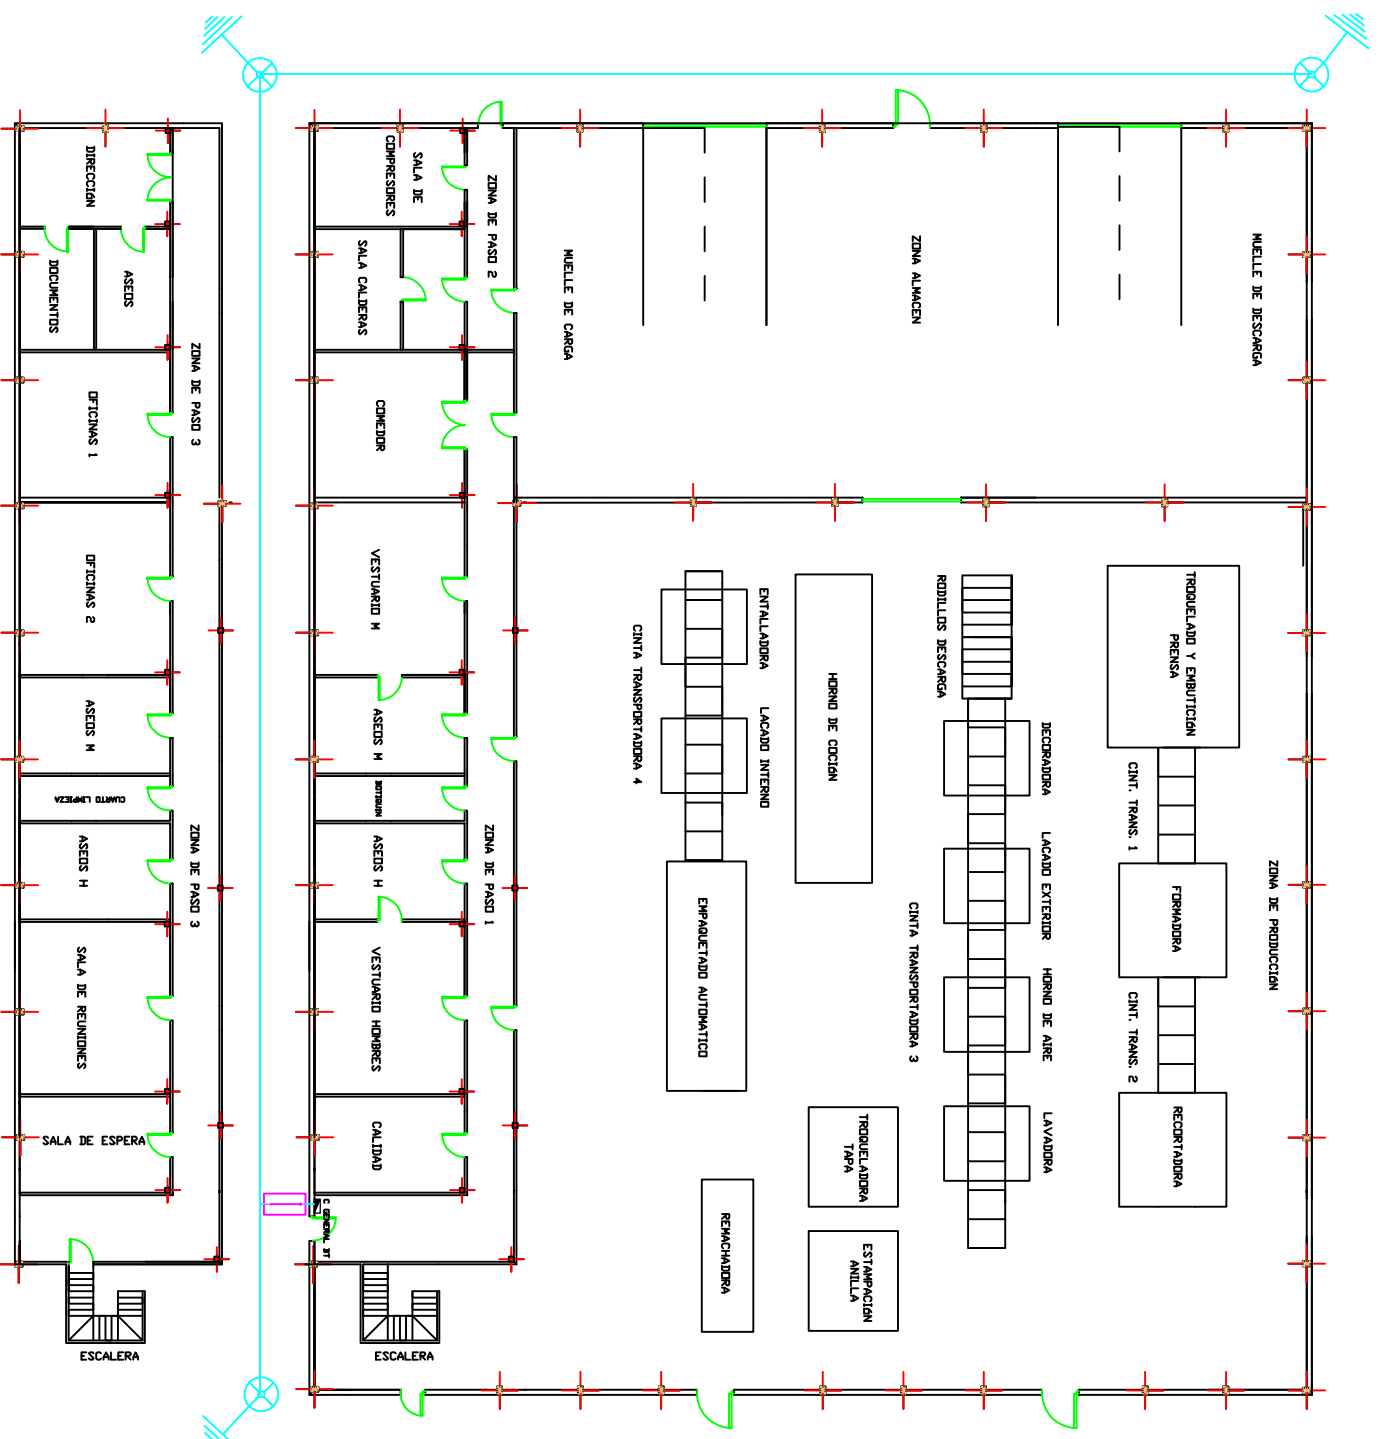 DIRECCIÓN
DOCUMENTOS
ASEOS
ZONA DE PASO 3
OFICINAS 1
OFICINAS 2
ASEOS M
CUARTO LIMPIEZA
ASEOS H
ZONA DE PASO 3
SALA DE REUNIONES
SALA DE ESPERA
ESCALERA
SALA DE
COMPRESORES
SALA CALDERAS
ZONA DE PASO 2
COMEDOR
VESTUARIO M
ASEOS M
BOTIQUIN
ASEOS H
ZONA DE PASO 1
VESTUARIO HOMBRES
CALIDAD
C GENERAL BT
ESCALERA
MUELLE DE CARGA
ZONA ALMACEN
MUELLE DE DESCARGA
ENTALLADORA
CINTA TRANSPORTADORA 4
LACADO INTERNO
HORNO DE COCIÓN
EMPAQUETADO AUTOMATICO
RODILLOS DESCARGA
DECORADORA
LACADO EXTERIOR
CINTA TRANSPORTADORA 3
HORNO DE AIRE
LAVADORA
TROQUELADO Y EMBUTICIÓN
PRENSA
CINT. TRANS. 1
FORMADORA
ZONA DE PRODUCCIÓN
CINT. TRANS. 2
RECORTADORA
TROQUELADORA
TAPA
REMACHADORA
ESTAMPACIÓN
ANILLA